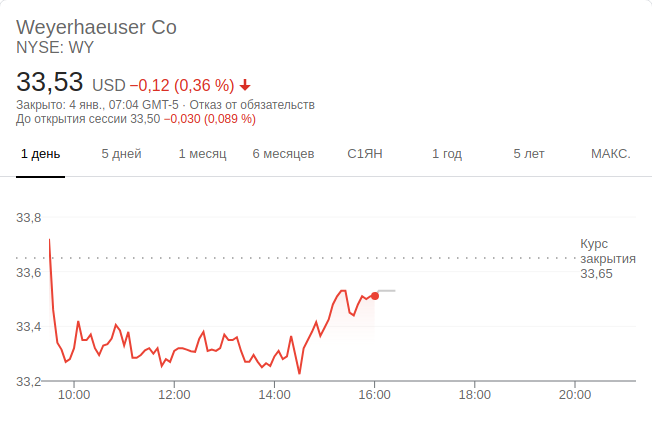 Weyerhaeuser Co
NYSE: WY
33,53 USD −0,12 (0,36 %)
Закрыто: 4 янв., 07:04 GMT-5 · Отказ от обязательств
До открытия сессии 33,50 −0,030 (0,089 %)
1 день 5 дней 1 месяц 6 месяцев С1ЯН 1 год 5 лет МАКС.
33,8
Курс
закрытия
33,65
33,6
33,4
33,2
10:00 12:00 14:00 16:00 18:00 20:00